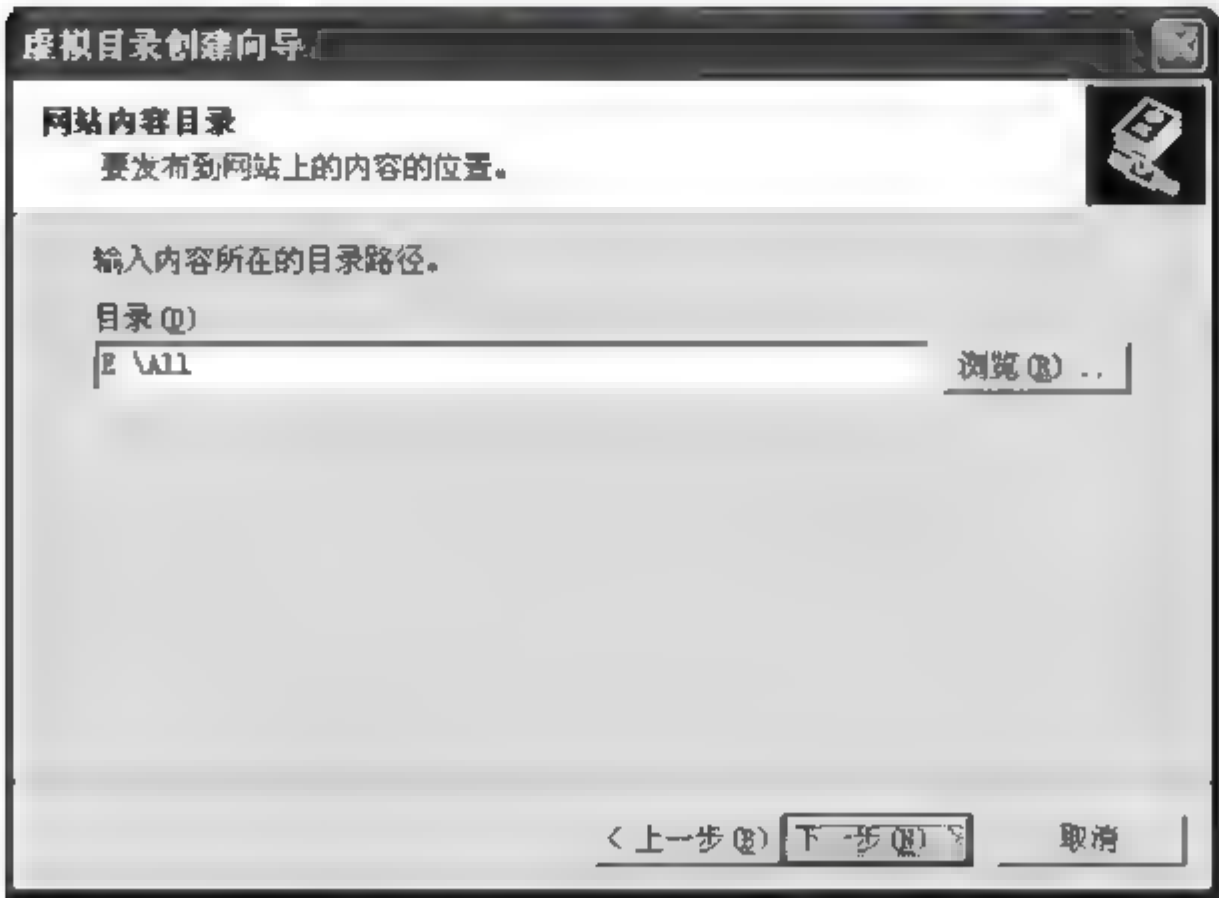 虚拟目录创建向导
网站内容目录
要发布到网站上的内容的位置。
输入内容所在的目录路径。
目录(D)
E \All
浏览(R) ..
< 上一步(B)
下一步(N) >
取消